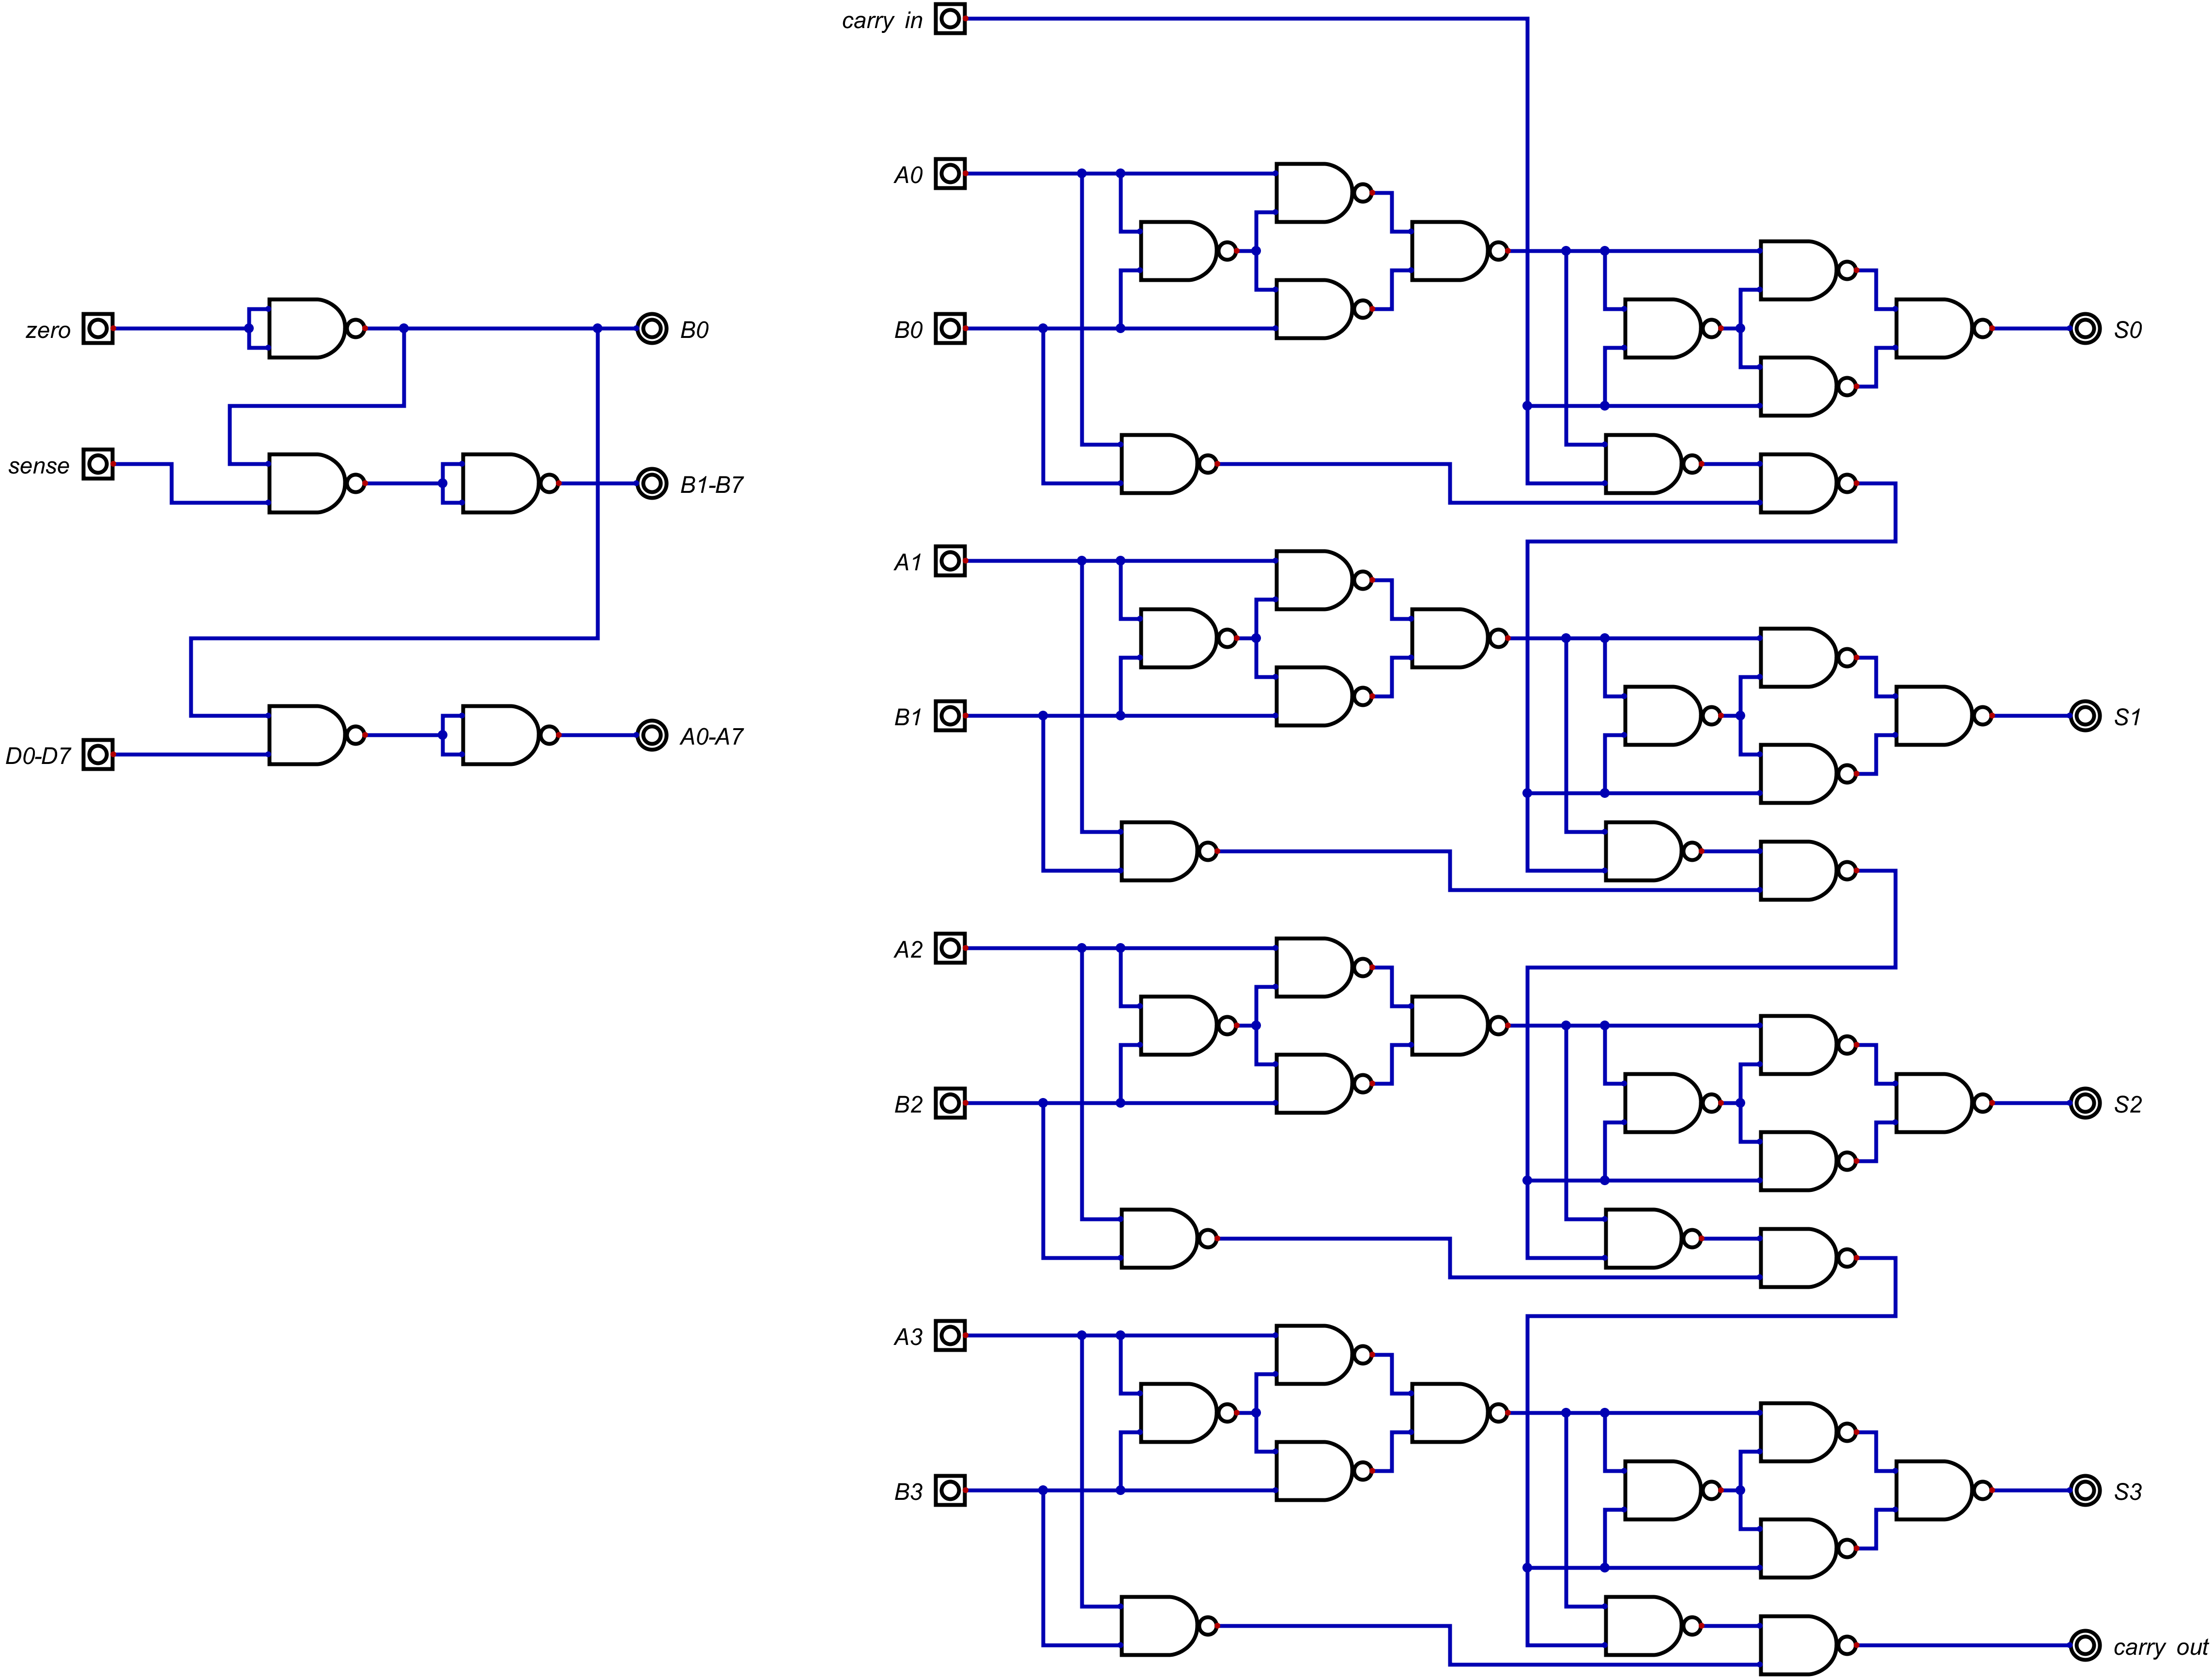 carry in
A0
B0
zero
B0
S0
sense
B1-B7
A1
B1
D0-D7
A0-A7
S1
A2
B2
S2
A3
B3
S3
carry out